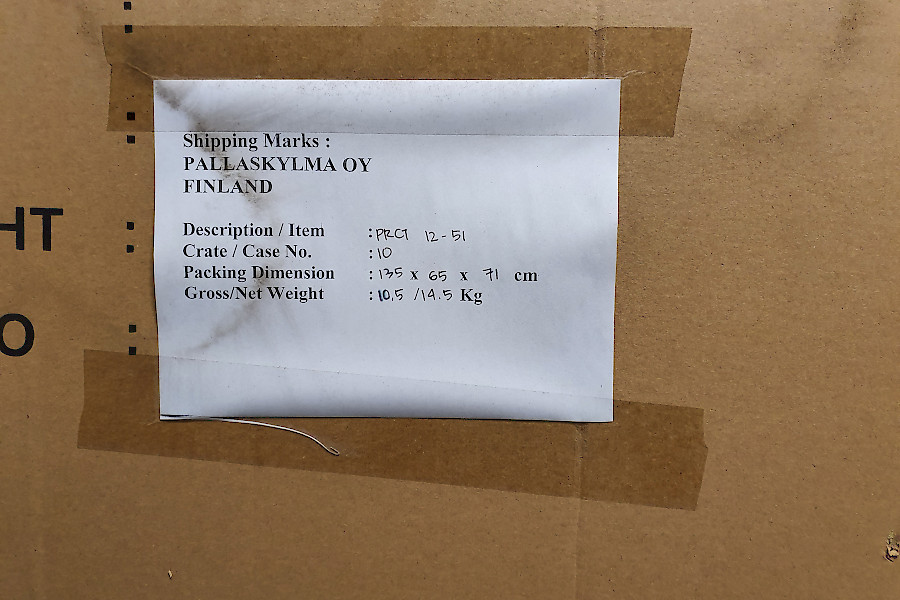 Shipping Marks :
PALLASKYLMA OY
FINLAND
Description / Item : PRCT 12-51
Crate / Case No. : 10
Packing Dimension : 135 x 65 x 71 cm
Gross/Net Weight : 10.5 / 14.5 Kg
HT :
O :